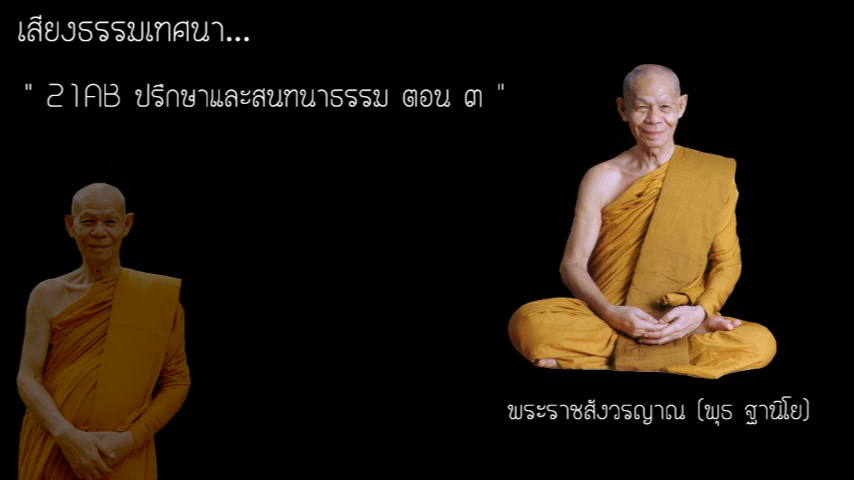 เสียงธรรมเทศนา...
" 21AB ปรึกษาและสนทนาธรรม ตอน ๓ "
พระราชสังวรญาณ (พุธ ฐานิโย)